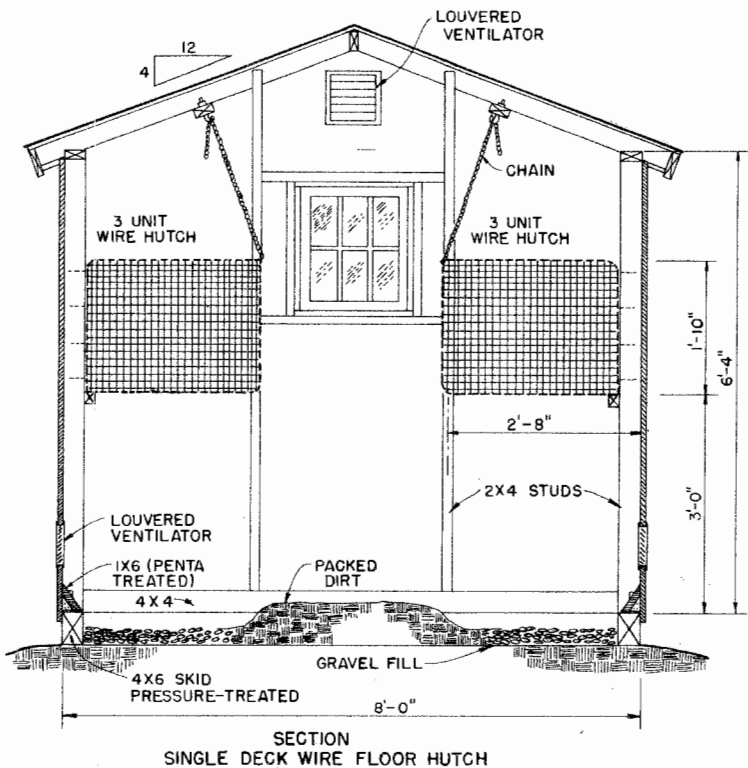 LOUVERED
VENTILATOR
12
4
CHAIN
3 UNIT
WIRE HUTCH
3 UNIT
WIRE HUTCH
1'-10"
6'-4"
2'-8"
3'-0"
2X4 STUDS
LOUVERED
VENTILATOR
1X6 (PENTA
TREATED)
PACKED
DIRT
4X4
GRAVEL FILL
4X6 SKID
PRESSURE-TREATED
8'-0"
SECTION
SINGLE DECK WIRE FLOOR HUTCH